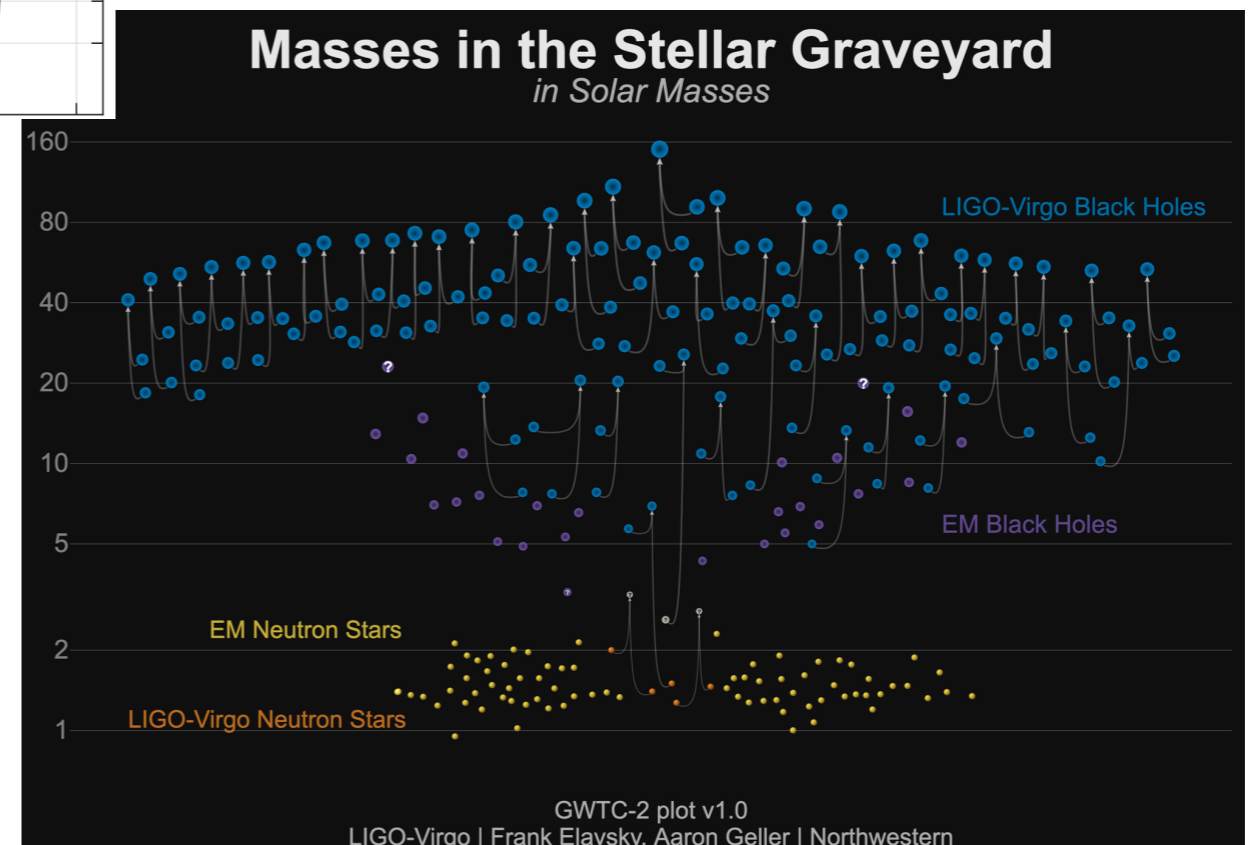 Masses in the Stellar Graveyard
in Solar Masses
160
LIGO-Virgo Black Holes
80
40
20
?
?
10
EM Black Holes
5
?
?
?
?
EM Neutron Stars
2
LIGO-Virgo Neutron Stars
1
GWTC-2 plot v1.0
LIGO-Virgo | Frank Elavsky, Aaron Geller | Northwestern